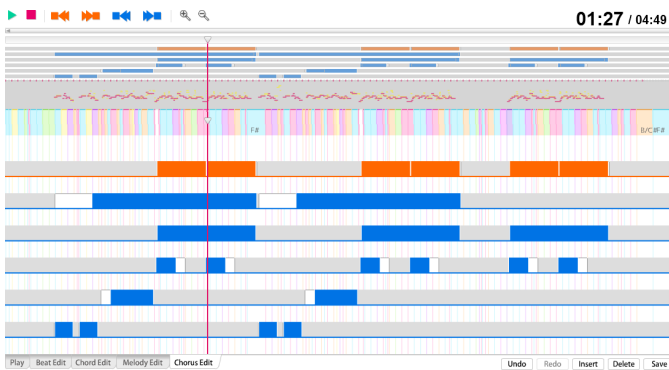 01:27 / 04:49
F#
B/C#F#
Play Beat Edit Chord Edit Melody Edit Chorus Edit
Undo Redo Insert Delete Save